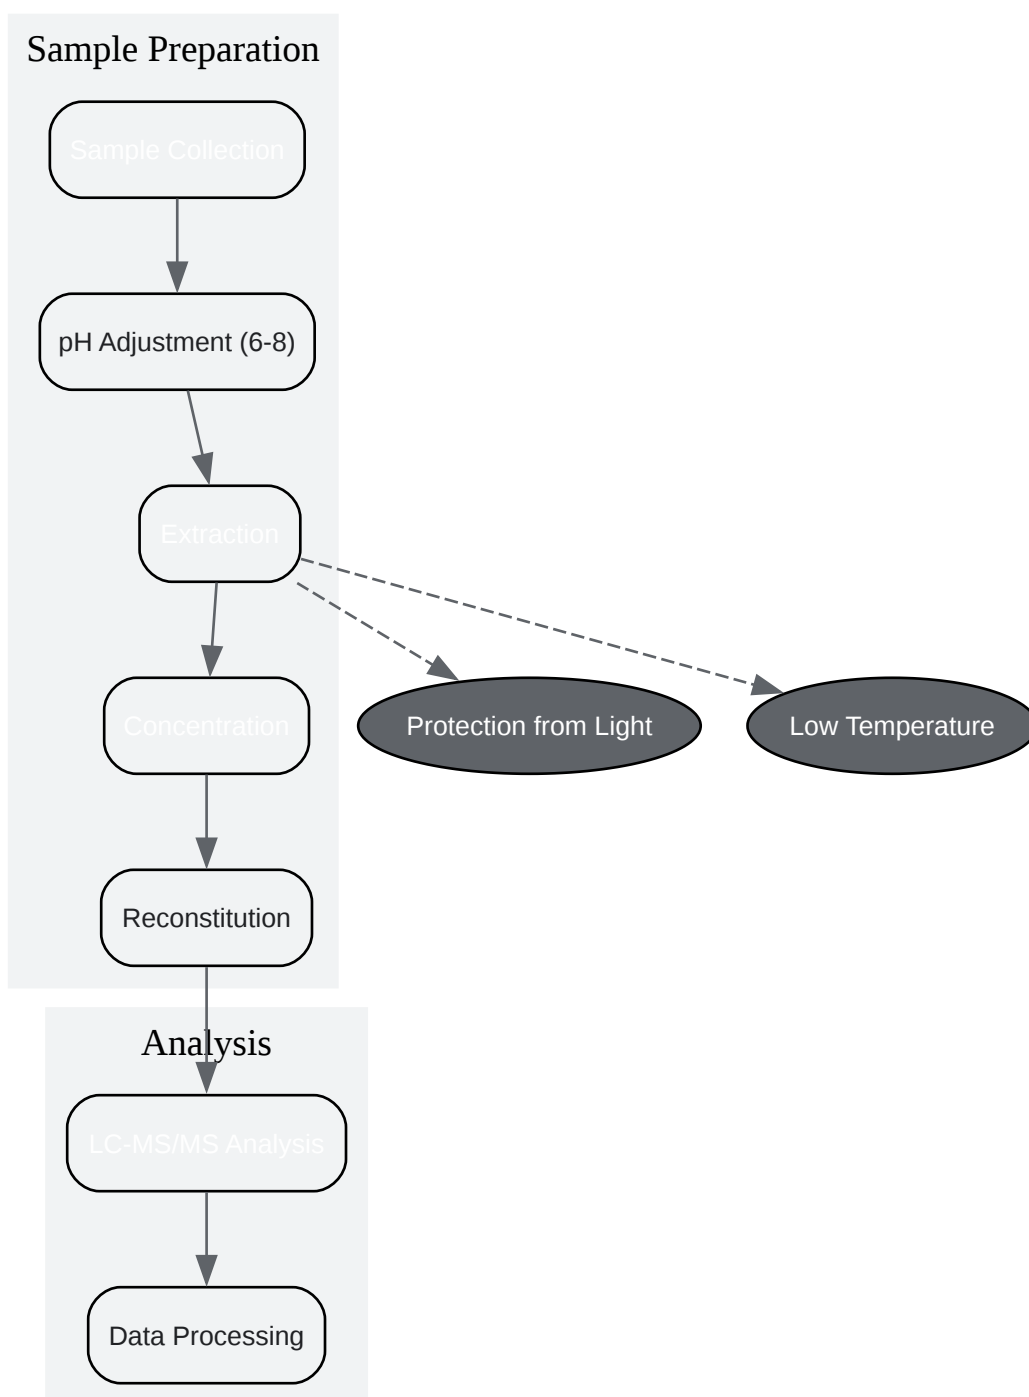 Sample Preparation
Sample Collection
pH Adjustment (6-8)
Extraction
Concentration
Protection from Light
Low Temperature
Reconstitution
Analysis
LC-MS/MS Analysis
Data Processing